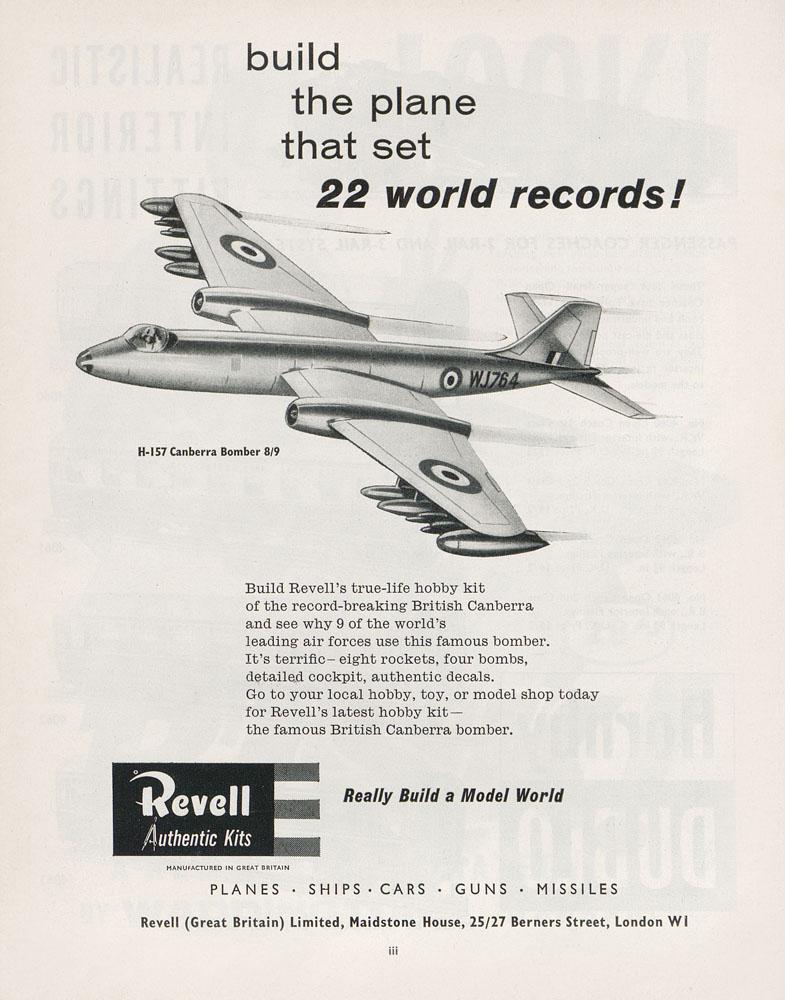 build
the plane
that set
22 world records!
WJ764
H-157 Canberra Bomber 8/9
Build Revell's true-life hobby kit
of the record-breaking British Canberra
and see why 9 of the world's
leading air forces use this famous bomber.
It's terrific—eight rockets, four bombs,
detailed cockpit, authentic decals.
Go to your local hobby, toy, or model shop today
for Revell's latest hobby kit—
the famous British Canberra bomber.
Revell
Authentic Kits
Really Build a Model World
MANUFACTURED IN GREAT BRITAIN
PLANES · SHIPS · CARS · GUNS · MISSILES
Revell (Great Britain) Limited, Maidstone House, 25/27 Berners Street, London W1
iii